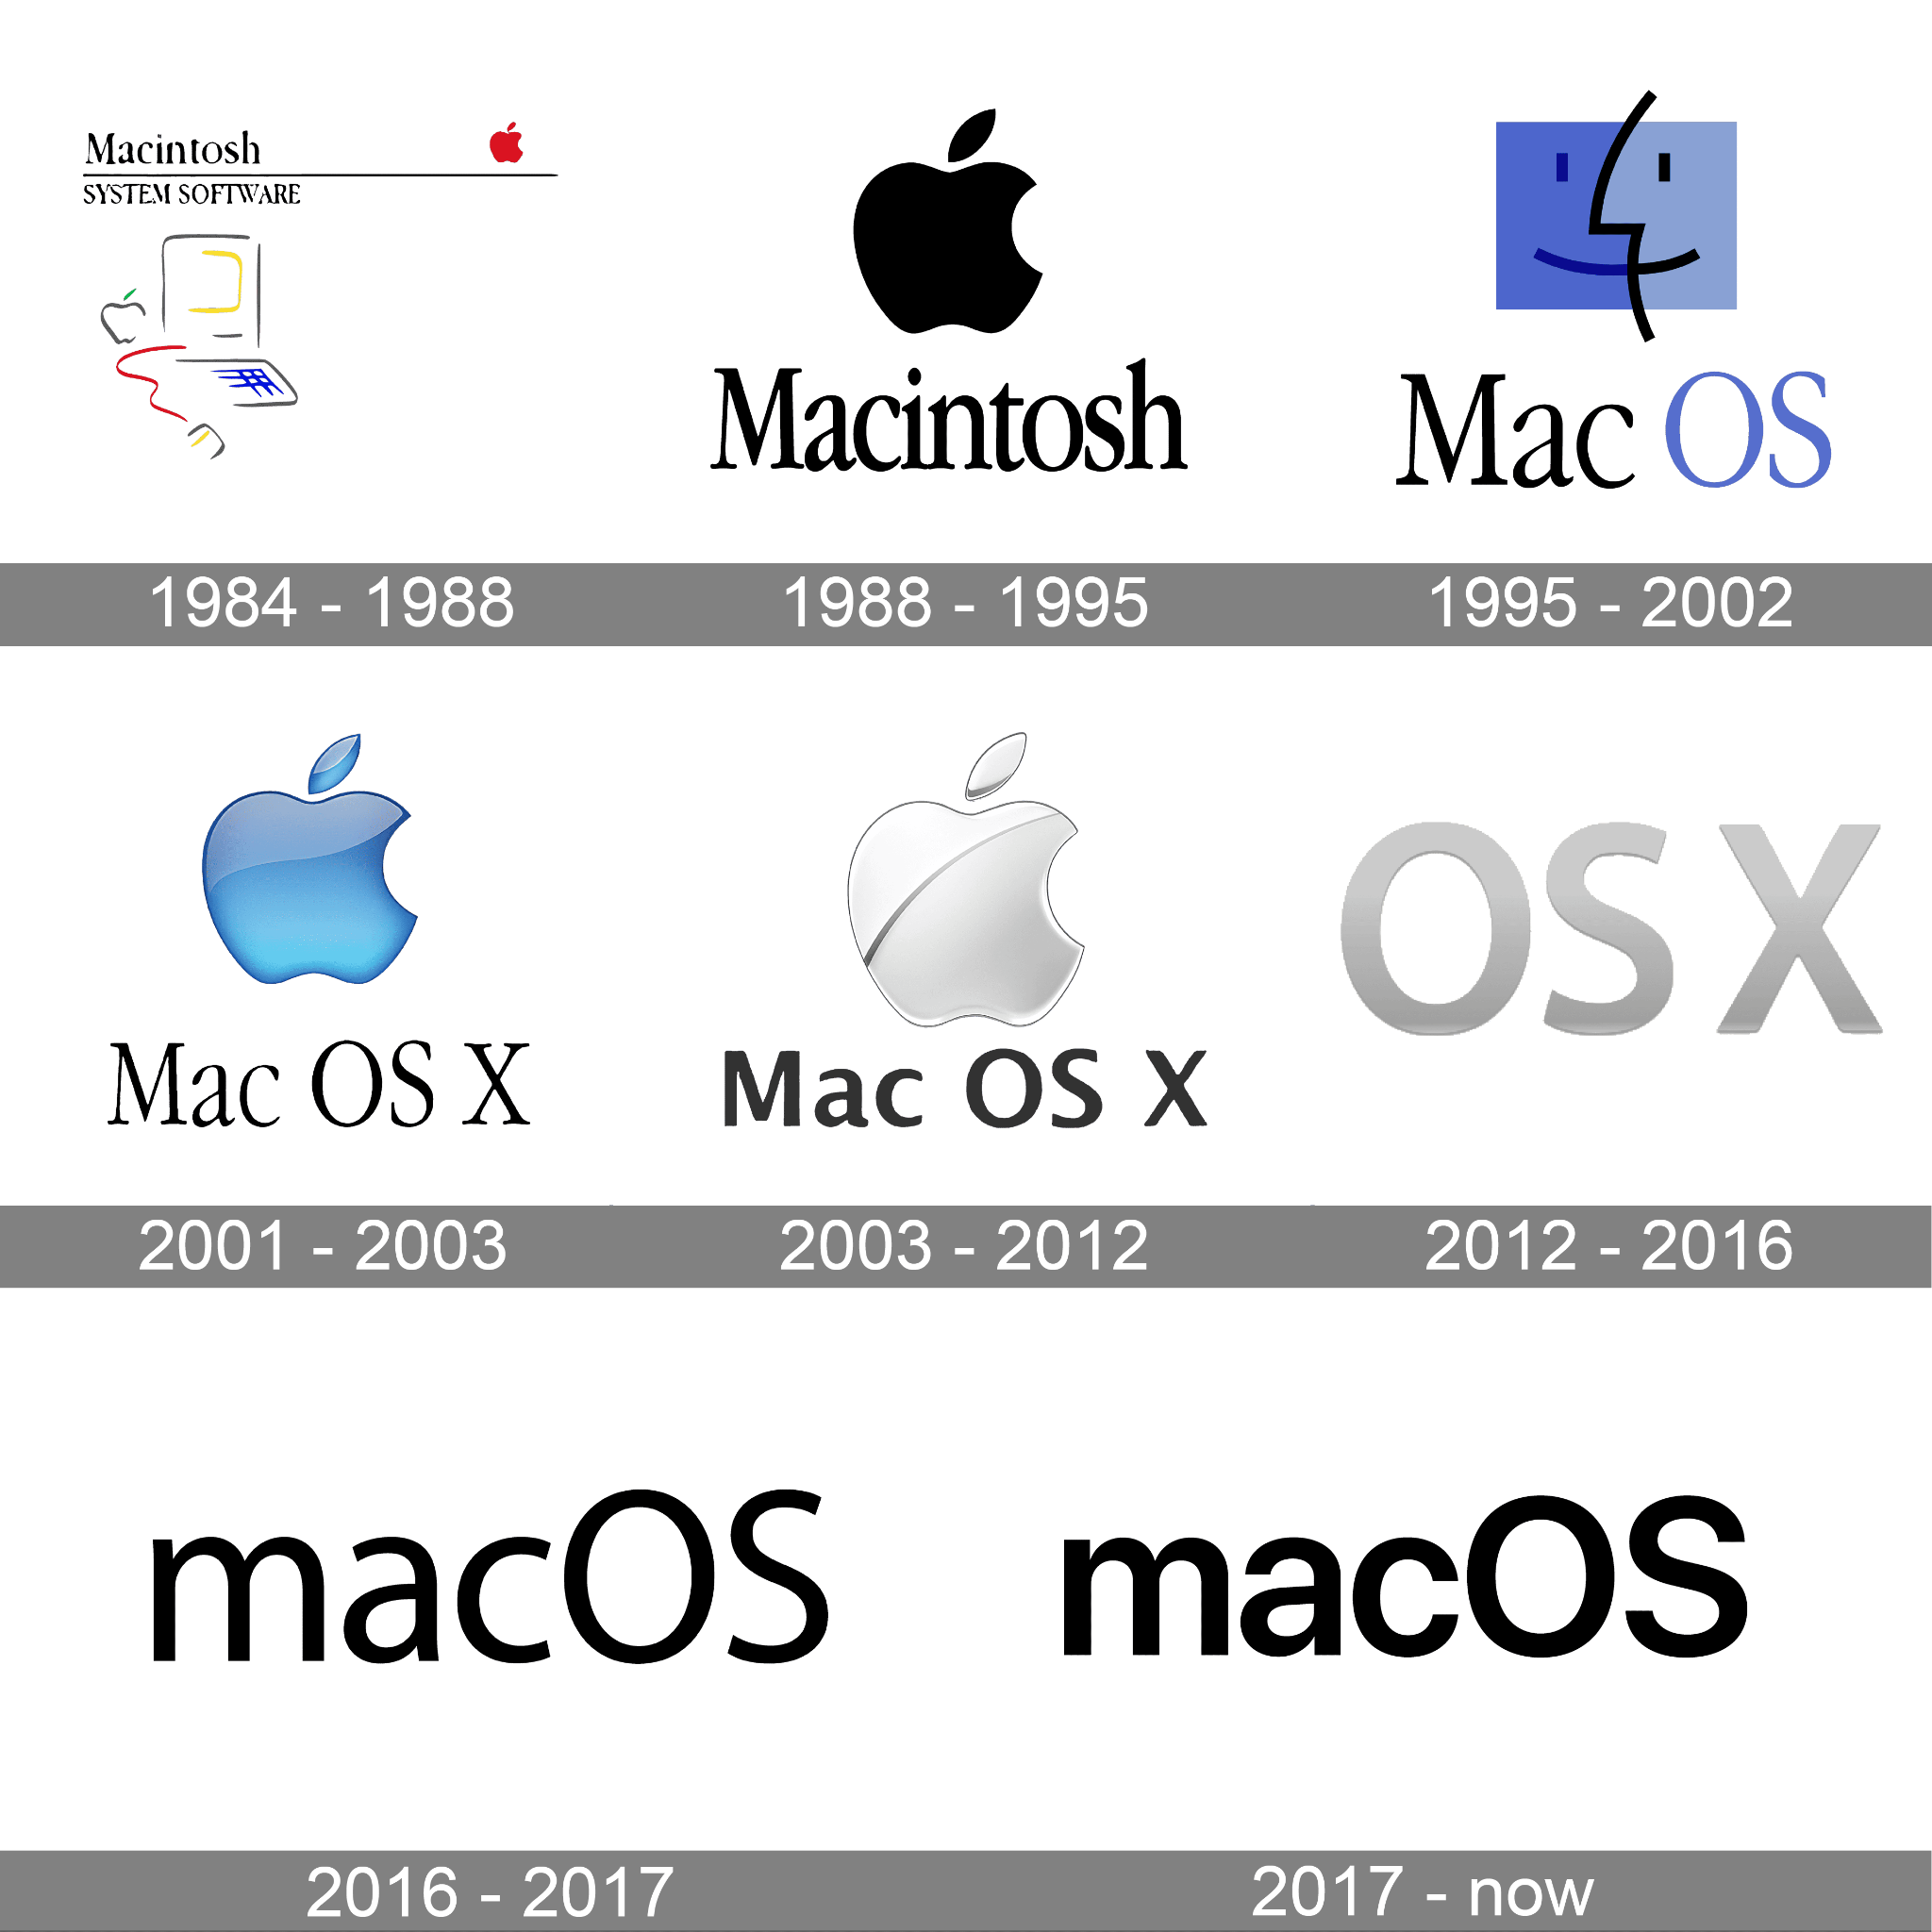 Macintosh
SYSTEM SOFTWARE
Macintosh
Mac OS
1984 - 1988
1988 - 1995
1995 - 2002
Mac OS X
Mac OS X
OS X
2001 - 2003
2003 - 2012
2012 - 2016
macOS
macOS
2016 - 2017
2017 - now